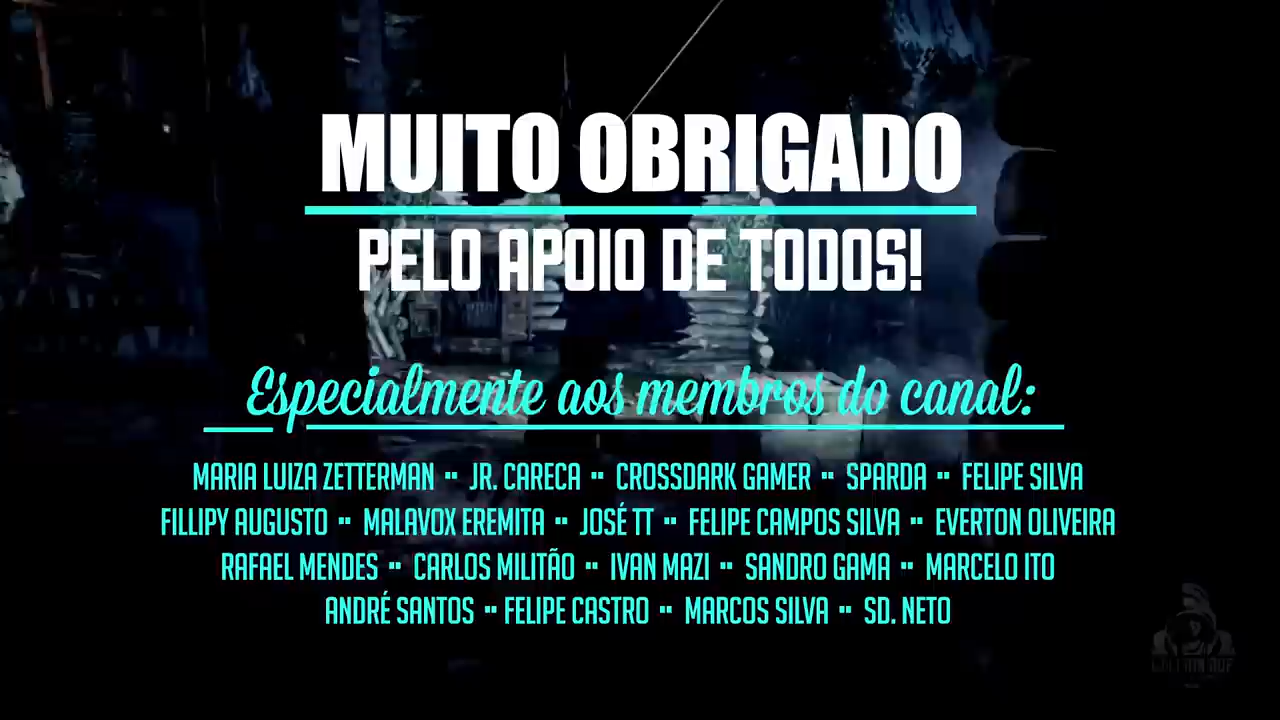 MUITO OBRIGADO
PELO APOIO DE TODOS!
Especialmente aos membros do canal:
MARIA LUIZA ZETTERMAN ▪▪ JR. CARECA ▪▪ CROSSDARK GAMER ▪▪ SPARDA ▪▪ FELIPE SILVA
FILLIPY AUGUSTO ▪▪ MALAVOX EREMITA ▪▪ JOSÉ TT ▪▪ FELIPE CAMPOS SILVA ▪▪ EVERTON OLIVEIRA
RAFAEL MENDES ▪▪ CARLOS MILITÃO ▪▪ IVAN MAZI ▪▪ SANDRO GAMA ▪▪ MARCELO ITO
ANDRÉ SANTOS ▪▪ FELIPE CASTRO ▪▪ MARCOS SILVA ▪▪ SD. NETO